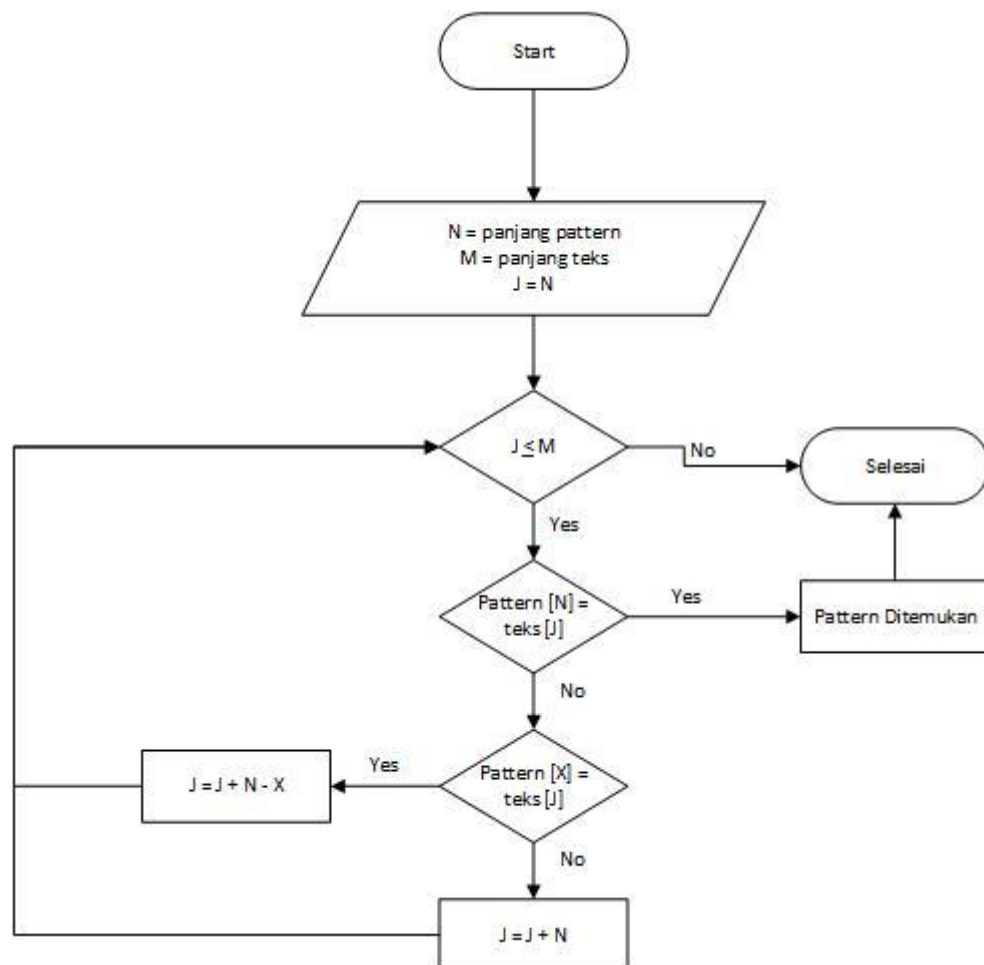 Start
N = panjang pattern
M = panjang teks
J = N
J ≤ M
No
Selesai
Yes
Pattern [N] =
teks [J]
Yes
Pattern Ditemukan
No
Pattern [X] =
teks [J]
Yes
J = J + N - X
No
J = J + N